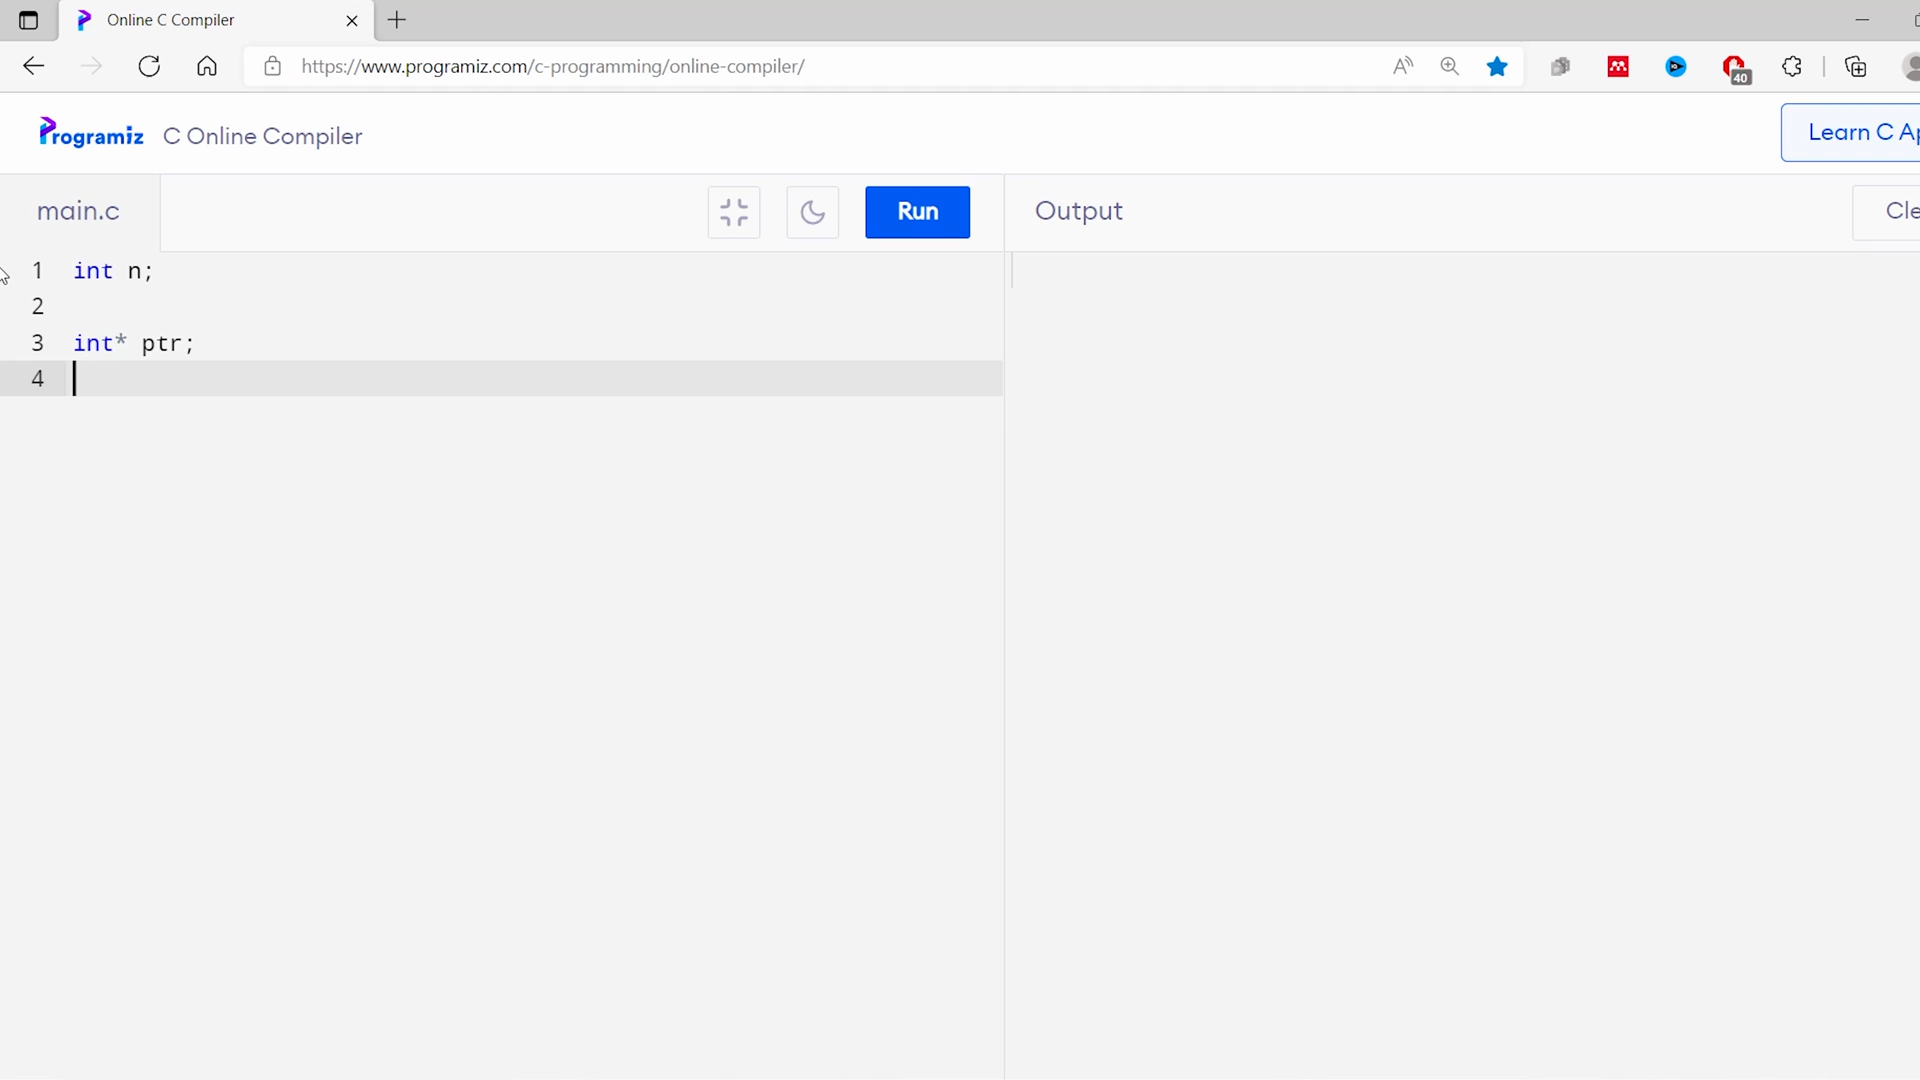 Online C Compiler
https://www.programiz.com/c-programming/online-compiler/
40
Programiz C Online Compiler
Learn C Ap
main.c
Run
Output
Cle
1 int n;
2
3 int* ptr;
4